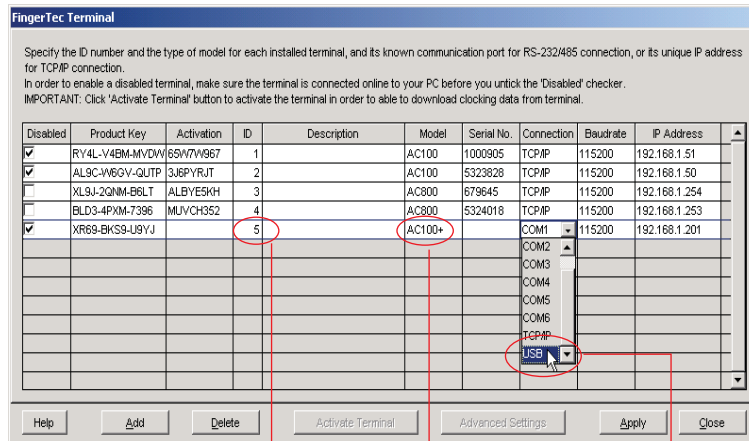 FingerTec Terminal
Specify the ID number and the type of model for each installed terminal, and its known communication port for RS-232/485 connection, or its unique IP address
for TCP/IP connection.
In order to enable a disabled terminal, make sure the terminal is connected online to your PC before you untick the 'Disabled' checker.
IMPORTANT: Click 'Activate Terminal' button to activate the terminal in order to able to download clocking data from terminal.
Disabled Product Key Activation ID Description Model Serial No. Connection Baudrate IP Address
RY4L-V4BM-MVDW 65W7W967 1 AC100 1000905 TCP/IP 115200 192.168.1.51
AL9C-W6GV-QUTP 3J6PYRJT 2 AC100 5323828 TCP/IP 115200 192.168.1.50
XL9J-2QNM-B6LT ALBYE5KH 3 AC800 679645 TCP/IP 115200 192.168.1.254
BLD3-4PXM-7396 MUVCH352 4 AC800 5324018 TCP/IP 115200 192.168.1.253
XR69-BKS9-U9YJ 5 AC100+ COM1 115200 192.168.1.201
COM2
COM3
COM4
COM5
COM6
TCP/IP
USB
Help Add Delete Activate Terminal Advanced Settings Apply Close